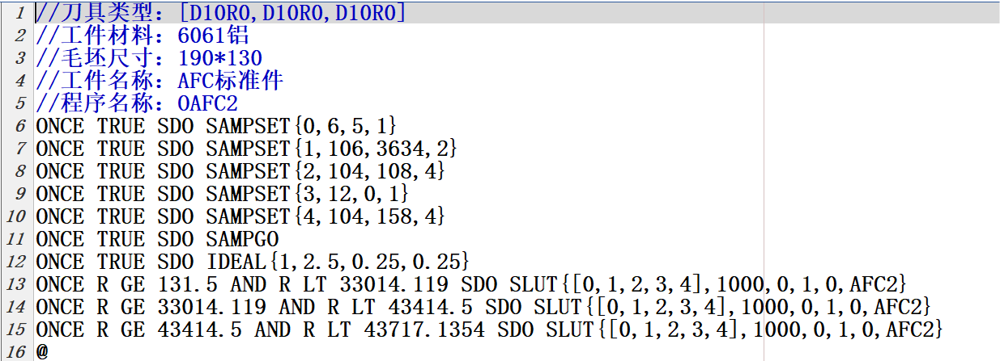 1 //刀具类型：[D10R0,D10R0,D10R0]
2 //工件材料：6061铝
3 //毛坯尺寸：190*130
4 //工件名称：AFC标准件
5 //程序名称：OAFC2
6 ONCE TRUE SDO SAMPSET{0,6,5,1}
7 ONCE TRUE SDO SAMPSET{1,106,3634,2}
8 ONCE TRUE SDO SAMPSET{2,104,108,4}
9 ONCE TRUE SDO SAMPSET{3,12,0,1}
10 ONCE TRUE SDO SAMPSET{4,104,158,4}
11 ONCE TRUE SDO SAMPGO
12 ONCE TRUE SDO IDEAL{1,2.5,0.25,0.25}
13 ONCE R GE 131.5 AND R LT 33014.119 SDO SLUT{[0,1,2,3,4],1000,0,1,0,AFC2}
14 ONCE R GE 33014.119 AND R LT 43414.5 SDO SLUT{[0,1,2,3,4],1000,0,1,0,AFC2}
15 ONCE R GE 43414.5 AND R LT 43717.1354 SDO SLUT{[0,1,2,3,4],1000,0,1,0,AFC2}
16 @